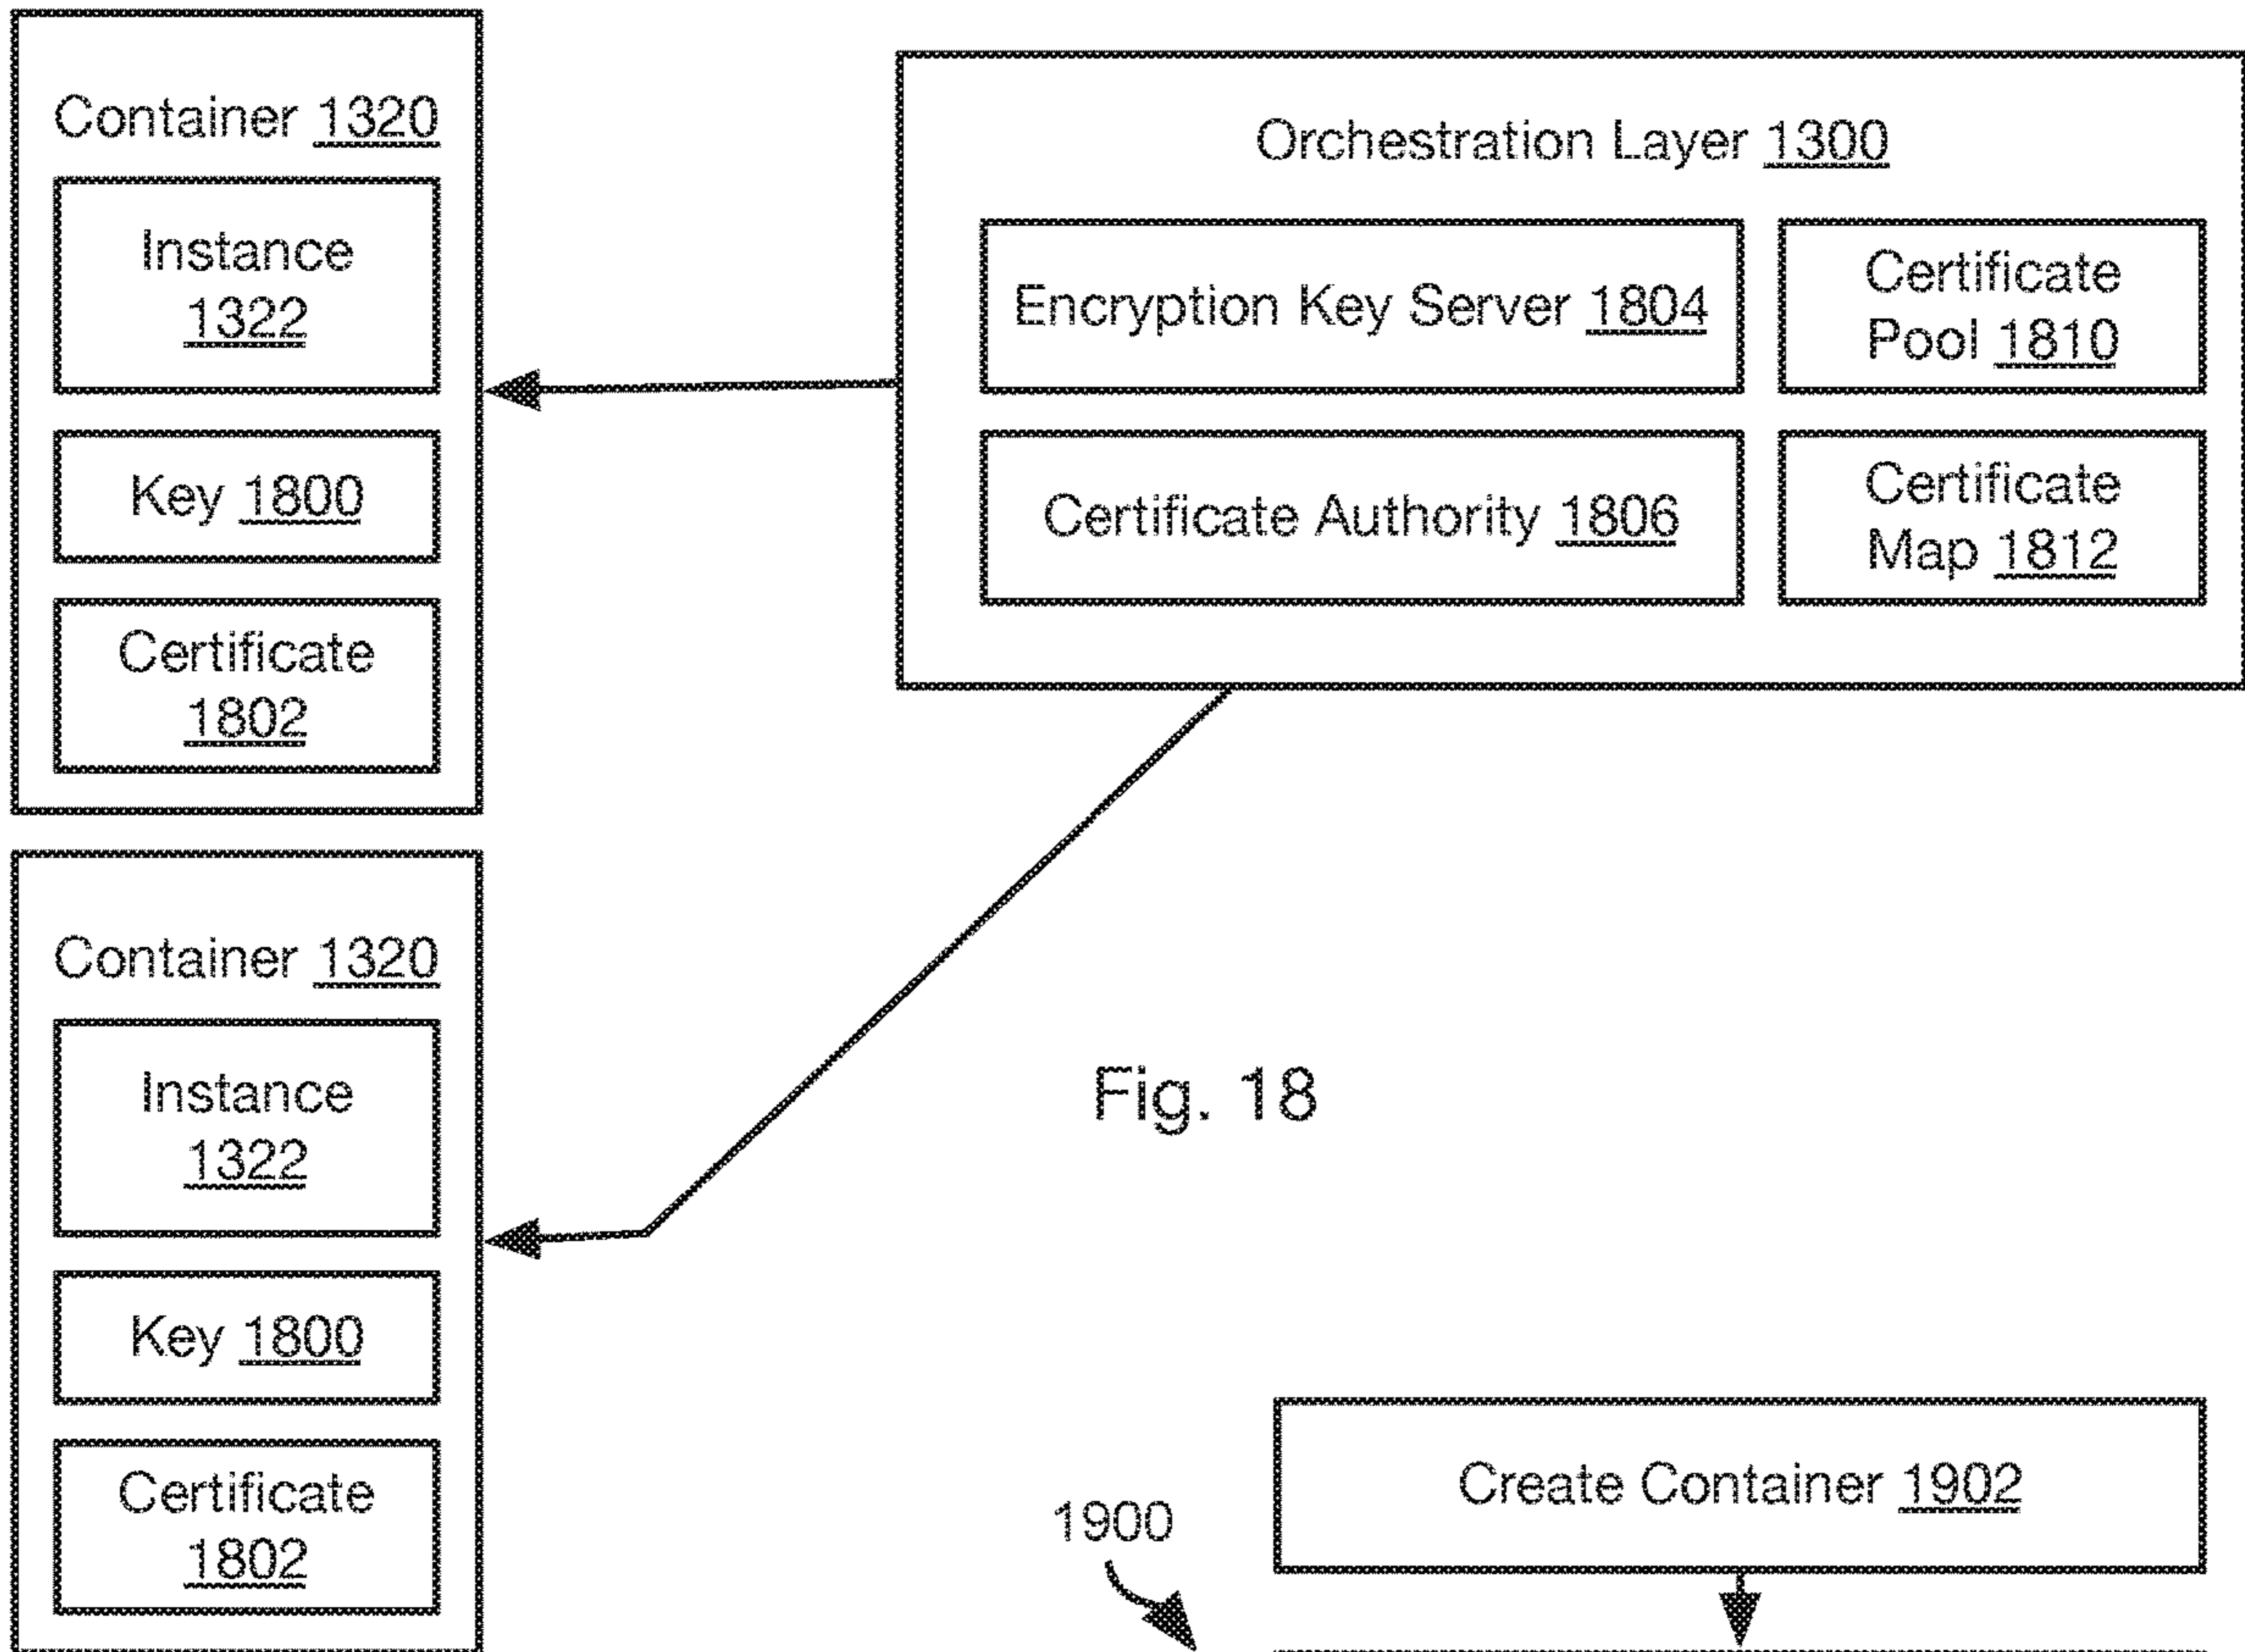 Container 1320
Instance
1322
Key 1800
Certificate
1802
Orchestration Layer 1300
Encryption Key Server 1804
Certificate
Pool 1810
Certificate Authority 1806
Certificate
Map 1812
Container 1320
Instance
1322
Key 1800
Certificate
1802
Fig. 18
1900
Create Container 1902